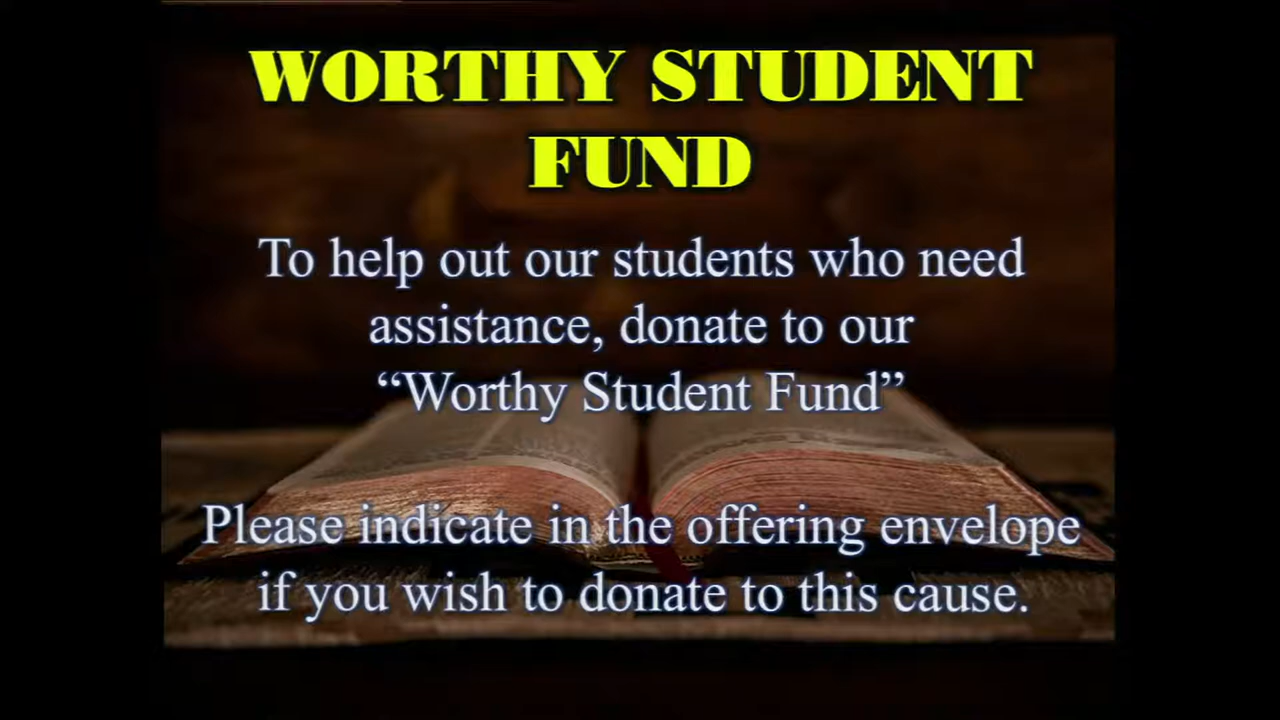 WORTHY STUDENT
FUND
To help out our students who need
assistance, donate to our
“Worthy Student Fund”
Please indicate in the offering envelope
if you wish to donate to this cause.